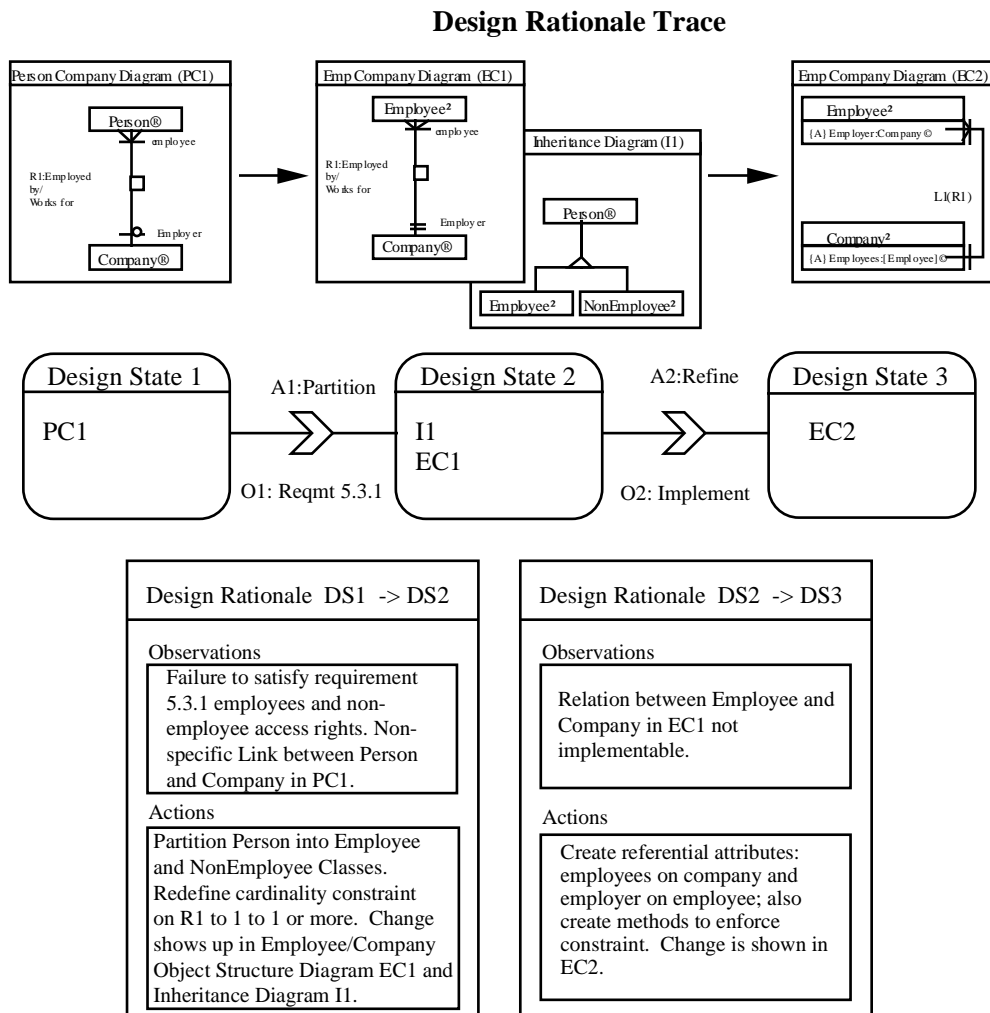 Design Rationale Trace
Person Company Diagram (PC1)
Person®
employee
R1:Employed
by/
Works for
Employer
Company®
Emp Company Diagram (EC1)
Employee²
employee
R1:Employed
by/
Works for
Employer
Company®
Inheritance Diagram (I1)
Person®
Employee²
NonEmployee²
Emp Company Diagram (EC2)
Employee²
{A} Employer:Company ©
L1(R1)
Company²
{A} Employees:[Employee]©
Design State 1
PC1
A1:Partition
O1: Reqmt 5.3.1
Design State 2
I1
EC1
A2:Refine
O2: Implement
Design State 3
EC2
Design Rationale DS1 -> DS2
Observations
Failure to satisfy requirement
5.3.1 employees and non-
employee access rights. Non-
specific Link between Person
and Company in PC1.
Actions
Partition Person into Employee
and NonEmployee Classes.
Redefine cardinality constraint
on R1 to 1 to 1 or more. Change
shows up in Employee/Company
Object Structure Diagram EC1 and
Inheritance Diagram I1.
Design Rationale DS2 -> DS3
Observations
Relation between Employee and
Company in EC1 not
implementable.
Actions
Create referential attributes:
employees on company and
employer on employee; also
create methods to enforce
constraint. Change is shown in
EC2.